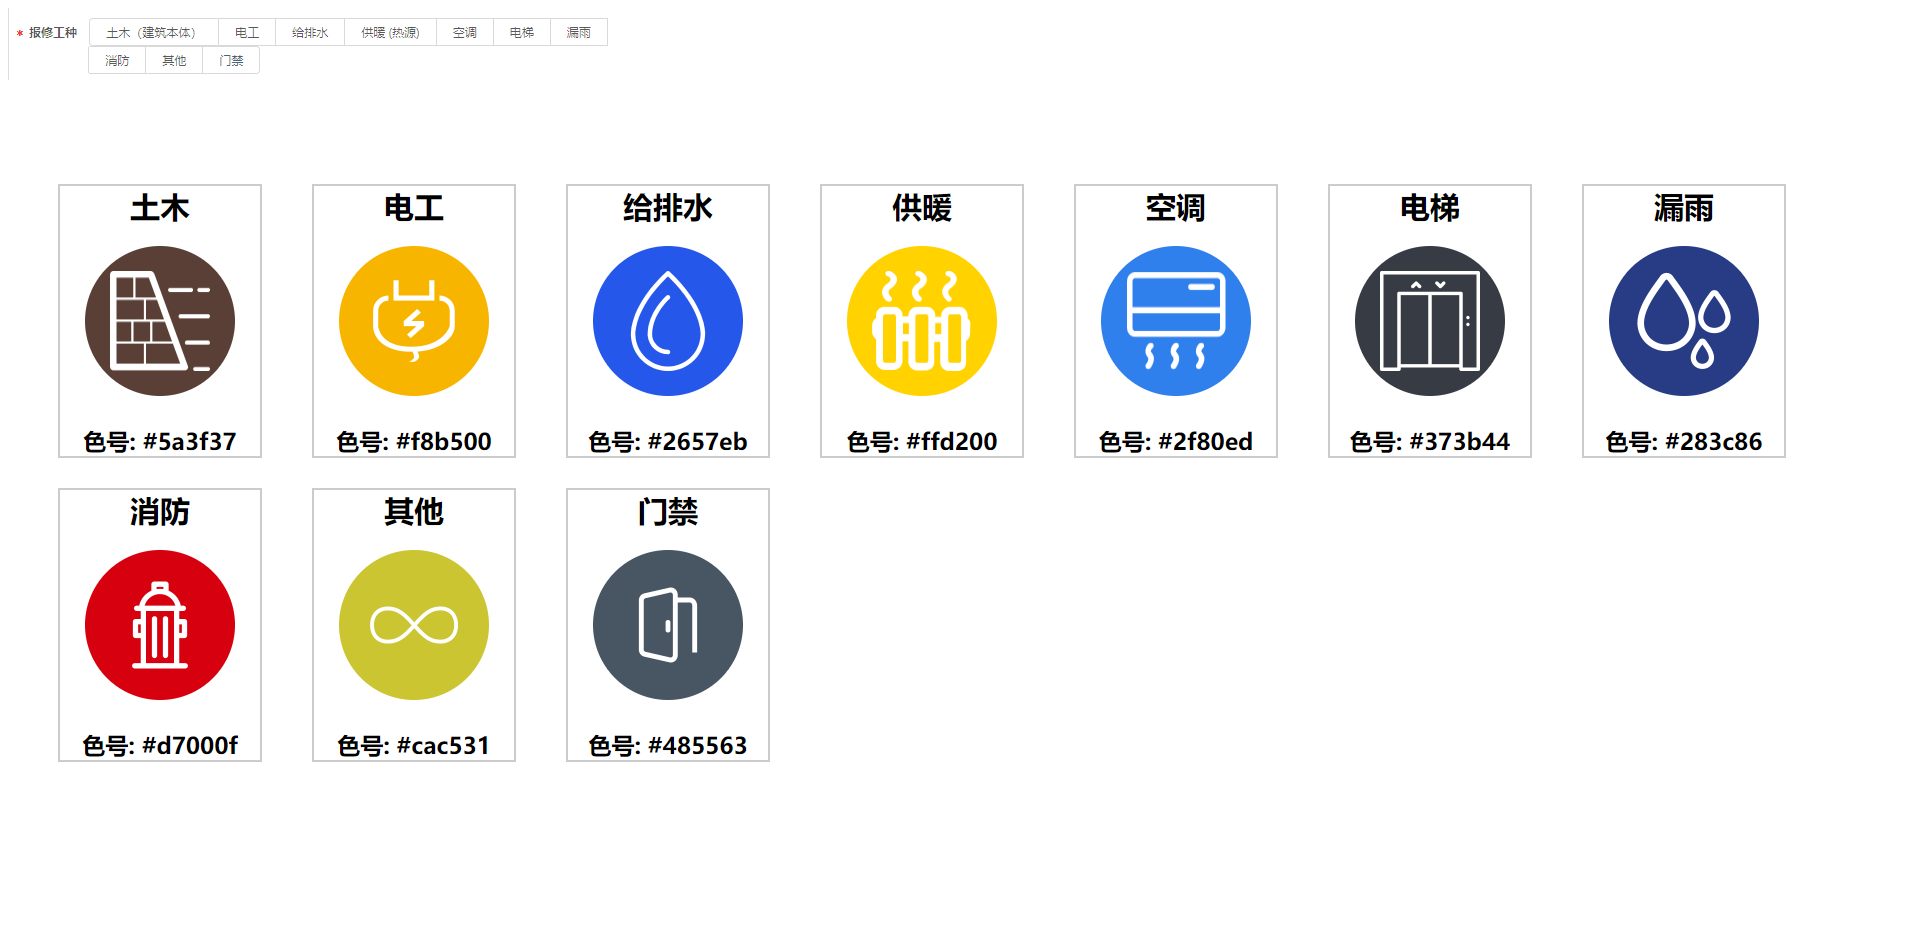 * 报修工种 土木（建筑本体） 电工 给排水 供暖 (热源) 空调 电梯 漏雨
消防 其他 门禁
土木 电工 给排水 供暖 空调 电梯 漏雨
色号: #5a3f37 色号: #f8b500 色号: #2657eb 色号: #ffd200 色号: #2f80ed 色号: #373b44 色号: #283c86
消防 其他 门禁
色号: #d7000f 色号: #cac531 色号: #485563